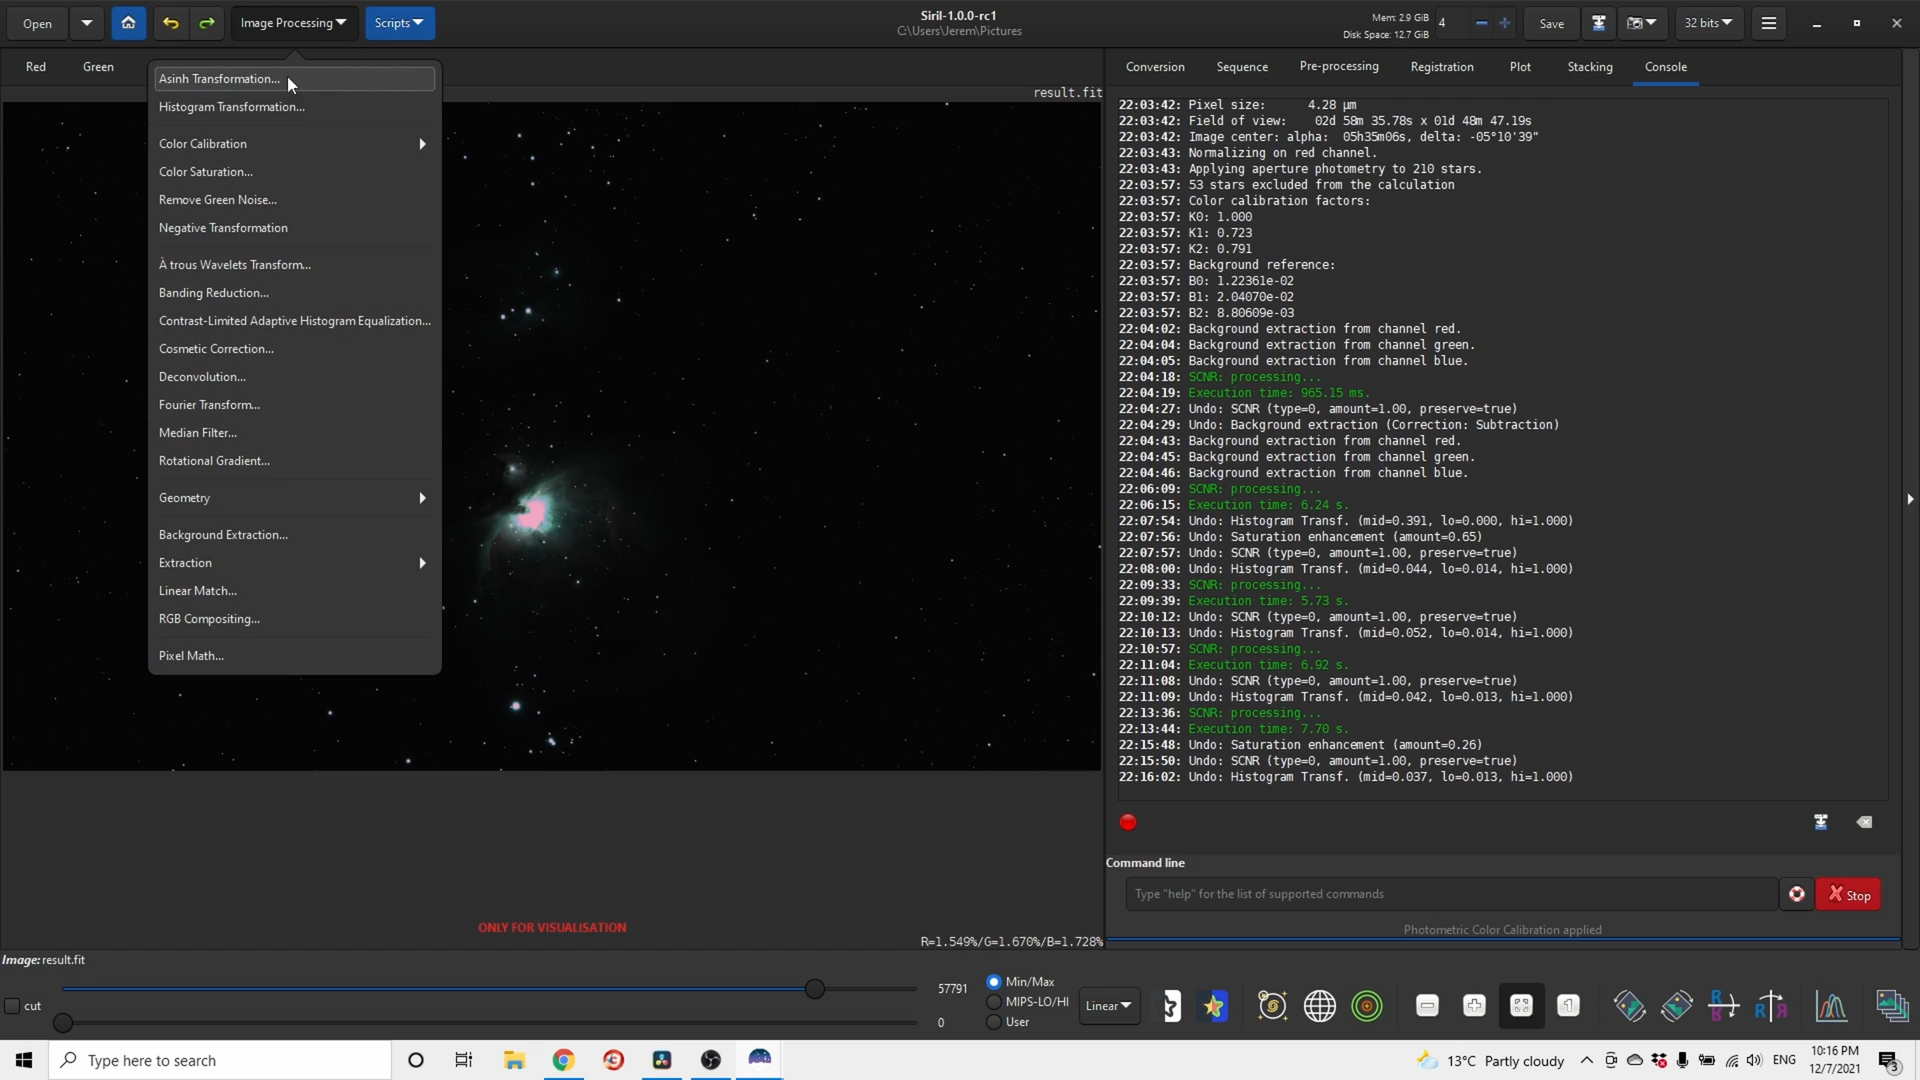 Open
Image Processing
Scripts
Siril-1.0.0-rc1
C:\Users\Jerem\Pictures
Mem: 2.9 GiB
Disk Space: 12.7 GiB
4
Save
32 bits
Red
Green
result.fit
Asinh Transformation...
Histogram Transformation...
Color Calibration
Color Saturation...
Remove Green Noise...
Negative Transformation
À trous Wavelets Transform...
Banding Reduction...
Contrast-Limited Adaptive Histogram Equalization...
Cosmetic Correction...
Deconvolution...
Fourier Transform...
Median Filter...
Rotational Gradient...
Geometry
Background Extraction...
Extraction
Linear Match...
RGB Compositing...
Pixel Math...
Conversion
Sequence
Pre-processing
Registration
Plot
Stacking
Console
22:03:42: Pixel size: 4.28 µm
22:03:42: Field of view: 02d 58m 35.78s x 01d 48m 47.19s
22:03:42: Image center: alpha: 05h35m06s, delta: -05°10'39"
22:03:43: Normalizing on red channel.
22:03:43: Applying aperture photometry to 210 stars.
22:03:57: 53 stars excluded from the calculation
22:03:57: Color calibration factors:
22:03:57: K0: 1.000
22:03:57: K1: 0.723
22:03:57: K2: 0.791
22:03:57: Background reference:
22:03:57: B0: 1.22361e-02
22:03:57: B1: 2.04070e-02
22:03:57: B2: 8.80609e-03
22:04:02: Background extraction from channel red.
22:04:04: Background extraction from channel green.
22:04:05: Background extraction from channel blue.
22:04:18: SCNR: processing...
22:04:19: Execution time: 965.15 ms.
22:04:27: Undo: SCNR (type=0, amount=1.00, preserve=true)
22:04:29: Undo: Background extraction (Correction: Subtraction)
22:04:43: Background extraction from channel red.
22:04:45: Background extraction from channel green.
22:04:46: Background extraction from channel blue.
22:06:09: SCNR: processing...
22:06:15: Execution time: 6.24 s.
22:07:54: Undo: Histogram Transf. (mid=0.391, lo=0.000, hi=1.000)
22:07:56: Undo: Saturation enhancement (amount=0.65)
22:07:57: Undo: SCNR (type=0, amount=1.00, preserve=true)
22:08:00: Undo: Histogram Transf. (mid=0.044, lo=0.014, hi=1.000)
22:09:33: SCNR: processing...
22:09:39: Execution time: 5.73 s.
22:10:12: Undo: SCNR (type=0, amount=1.00, preserve=true)
22:10:13: Undo: Histogram Transf. (mid=0.052, lo=0.014, hi=1.000)
22:10:57: SCNR: processing...
22:11:04: Execution time: 6.92 s.
22:11:08: Undo: SCNR (type=0, amount=1.00, preserve=true)
22:11:09: Undo: Histogram Transf. (mid=0.042, lo=0.013, hi=1.000)
22:13:36: SCNR: processing...
22:13:44: Execution time: 7.70 s.
22:15:48: Undo: Saturation enhancement (amount=0.26)
22:15:50: Undo: SCNR (type=0, amount=1.00, preserve=true)
22:16:02: Undo: Histogram Transf. (mid=0.037, lo=0.013, hi=1.000)
Command line
Type "help" for the list of supported commands
Stop
Photometric Color Calibration applied
ONLY FOR VISUALISATION
R=1.549%/G=1.670%/B=1.728%
Image: result.fit
cut
57791
0
Min/Max
MIPS-LO/HI
User
Linear
1
Type here to search
13°C Partly cloudy
ENG
10:16 PM
12/7/2021
3